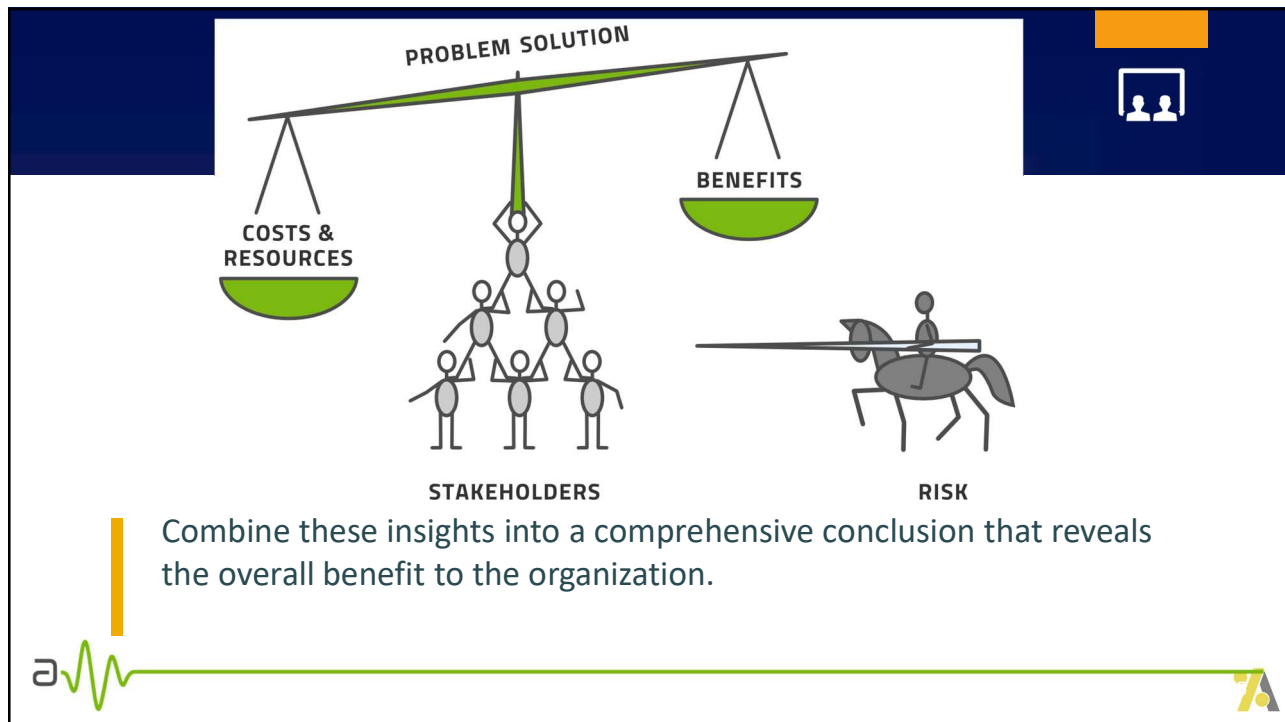 PROBLEM SOLUTION
BENEFITS
COSTS &
RESOURCES
STAKEHOLDERS
RISK
Combine these insights into a comprehensive conclusion that reveals
the overall benefit to the organization.
a